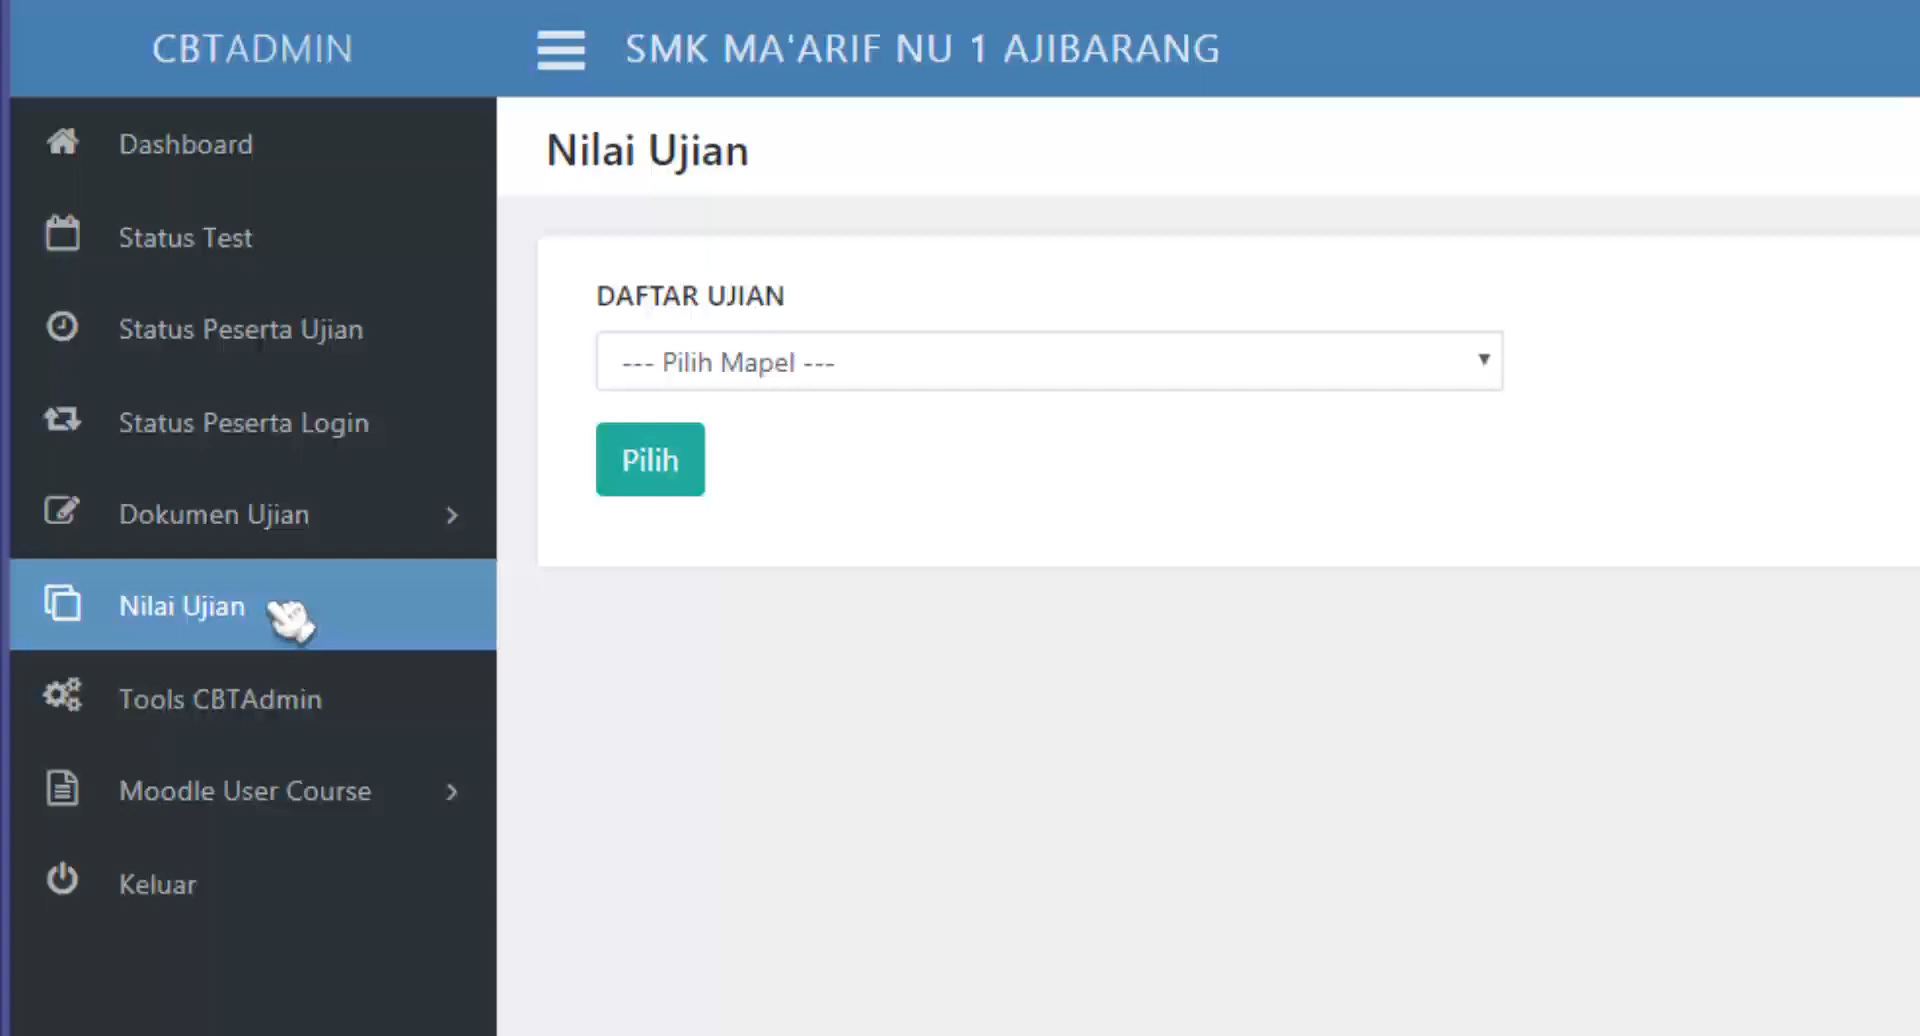 CBTADMIN
SMK MA'ARIF NU 1 AJIBARANG
Dashboard
Status Test
Status Peserta Ujian
Status Peserta Login
Dokumen Ujian
Nilai Ujian
Tools CBTAdmin
Moodle User Course
Keluar
Nilai Ujian
DAFTAR UJIAN
--- Pilih Mapel ---
Pilih